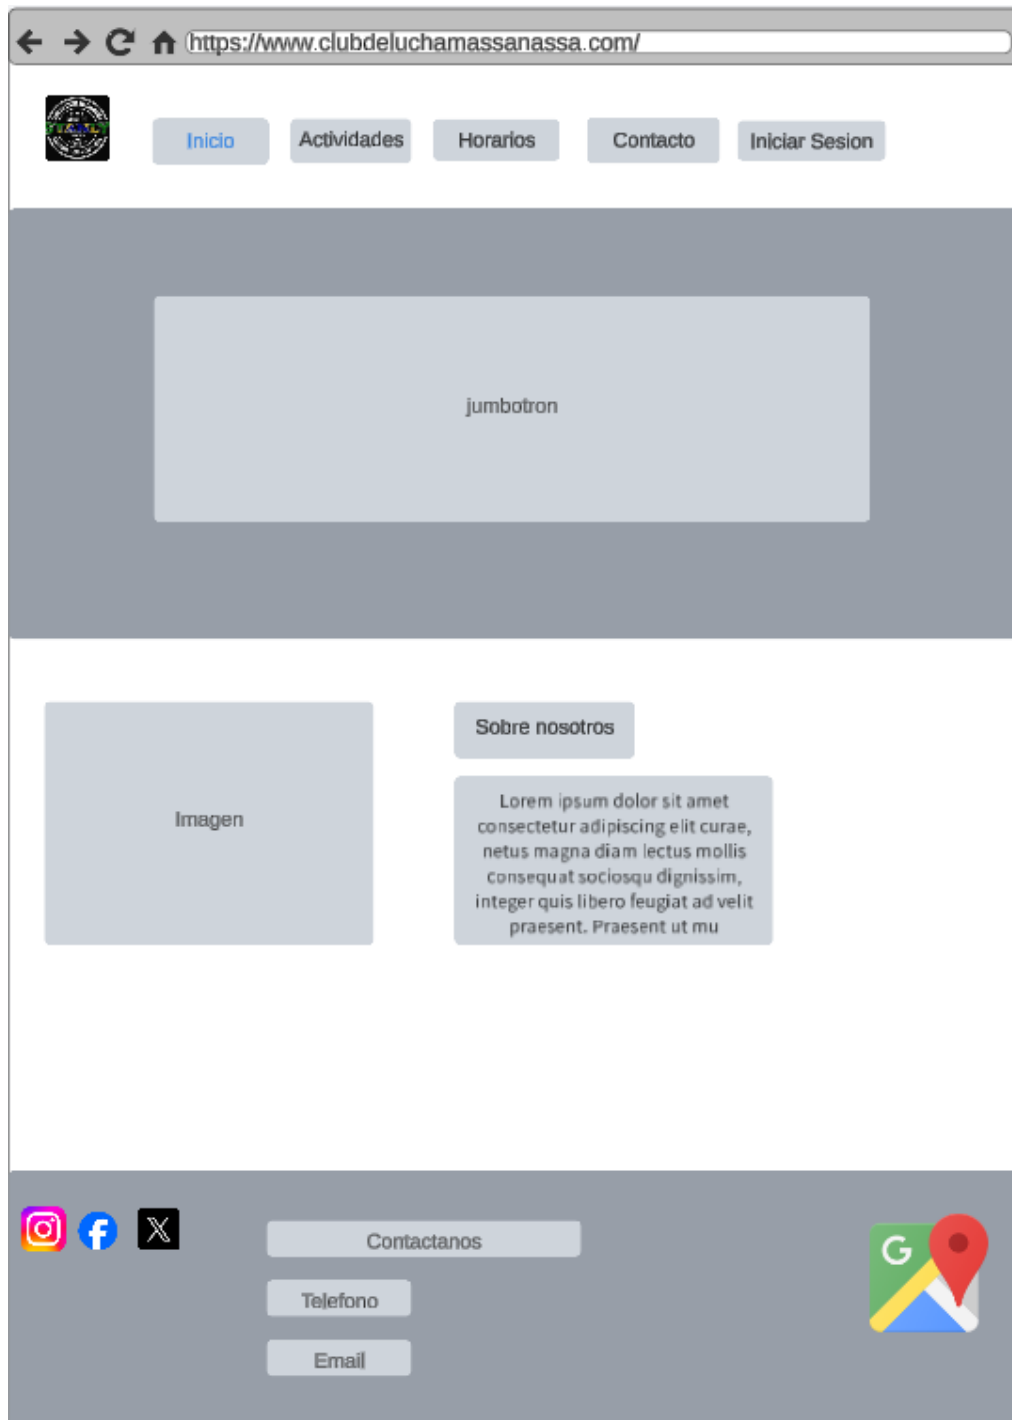 https://www.clubdeluchamassanassa.com/
Inicio
Actividades
Horarios
Contacto
Iniciar Sesion
jumbotron
Imagen
Sobre nosotros
Lorem ipsum dolor sit amet
consectetur adipiscing elit curae,
netus magna diam lectus mollis
consequat sociosqu dignissim,
integer quis libero feugiat ad velit
praesent. Praesent ut mu
Contactanos
Telefono
Email
G